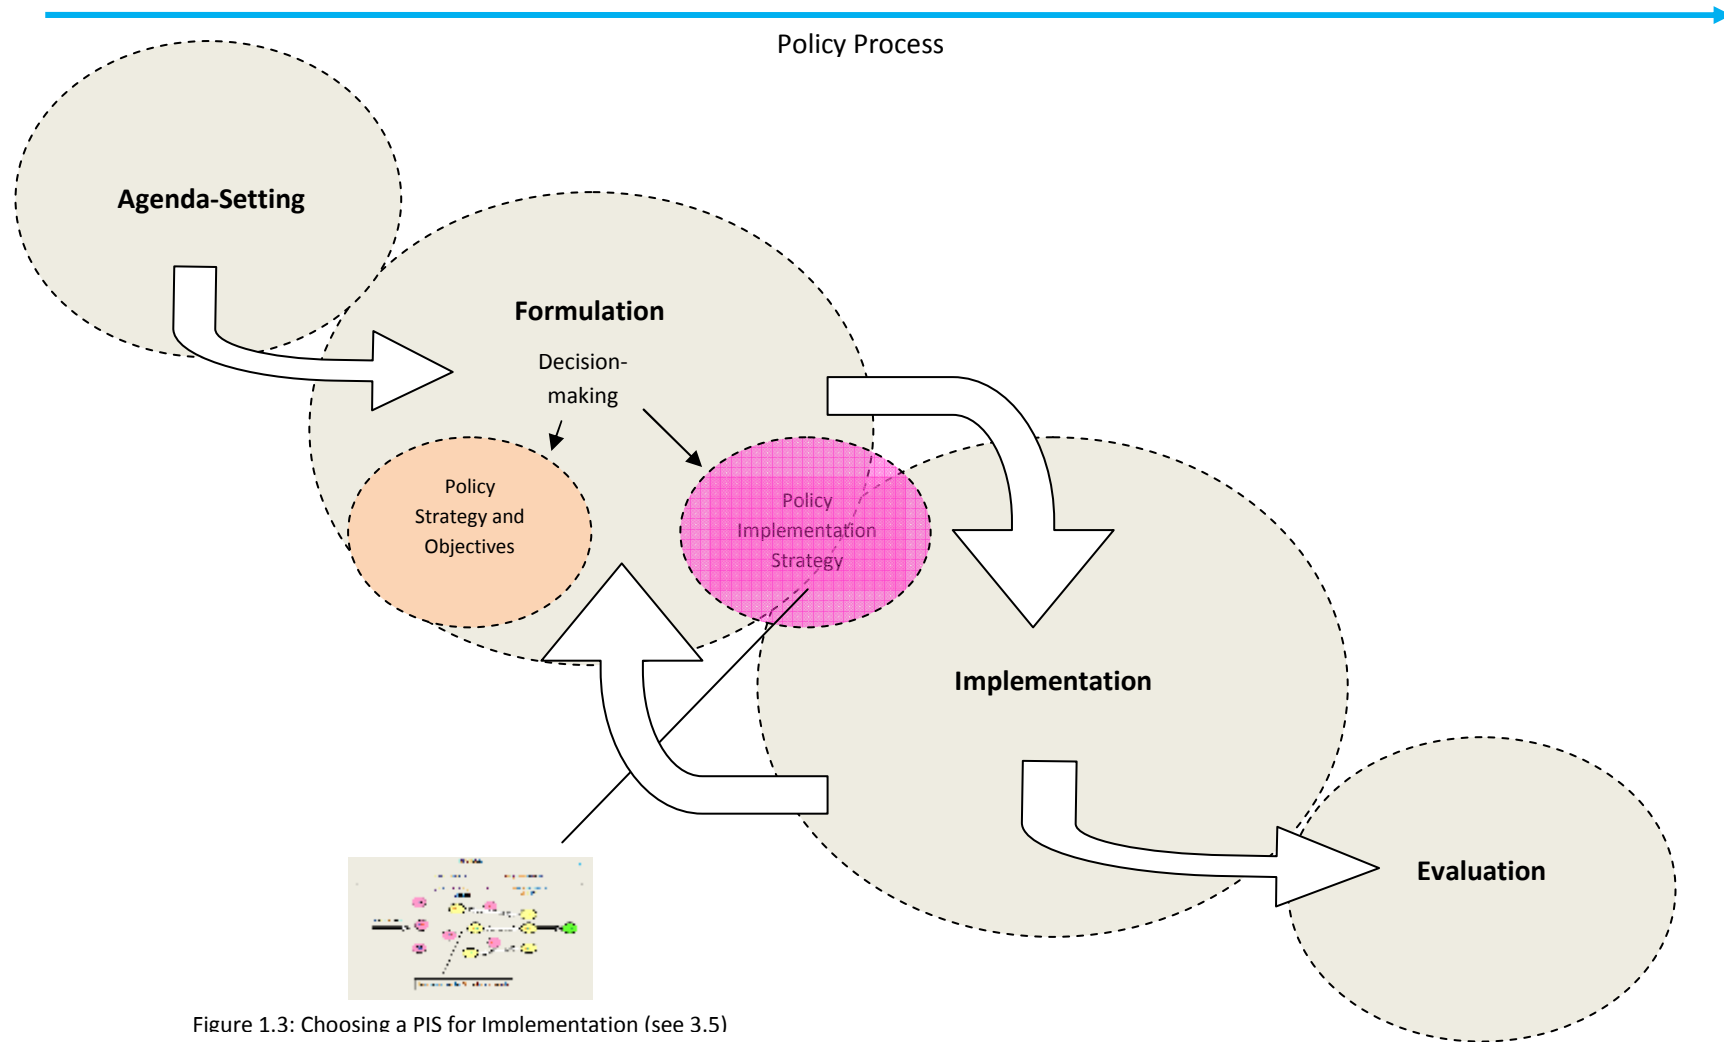 Policy Process
Agenda-Setting
Formulation
Decision-
making
Policy
Strategy and
Objectives
Policy
Implementation
Strategy
Implementation
Evaluation
Figure 1.3: Choosing a PIS for Implementation (see 3.5)